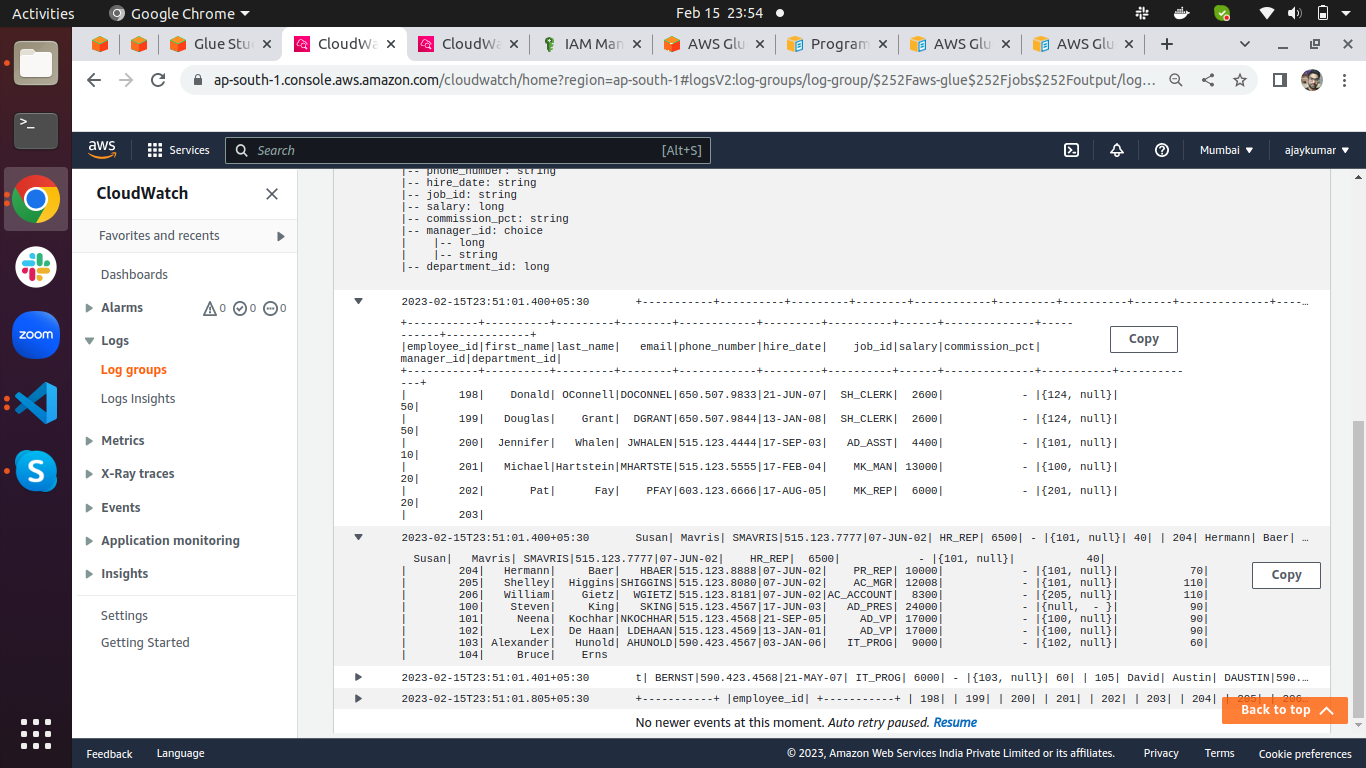 Activities
Google Chrome
Feb 15 23:54
Glue Stu
CloudWa
CloudWa
IAM Man
AWS Glu
Program
AWS Glu
AWS Glu
ap-south-1.console.aws.amazon.com/cloudwatch/home?region=ap-south-1#logsV2:log-groups/log-group/$252Faws-glue$252Fjobs$252Foutput/log…
aws
Services
Search
[Alt+S]
Mumbai
ajaykumar
CloudWatch
Favorites and recents
Dashboards
Alarms
0
0
0
Logs
Log groups
Logs Insights
Metrics
X-Ray traces
Events
Application monitoring
Insights
Settings
Getting Started
zoom
|-- phone_number: string
|-- hire_date: string
|-- job_id: string
|-- salary: long
|-- commission_pct: string
|-- manager_id: choice
|    |-- long
|    |-- string
|-- department_id: long
2023-02-15T23:51:01.400+05:30 +-----------+----------+---------+--------+------------+---------+----------+------+--------------+----…
+-----------+----------+---------+--------+------------+---------+----------+------+--------------+-----
------+-------------+
|employee_id|first_name|last_name|   email|phone_number|hire_date|    job_id|salary|commission_pct|
manager_id|department_id|
+-----------+----------+---------+--------+------------+---------+----------+------+--------------+-----------+----------
---+
|        198|    Donald| OConnell|DOCONNEL|650.507.9833|21-JUN-07|  SH_CLERK|  2600|            - |{124, null}|
50|
|        199|   Douglas|    Grant|  DGRANT|650.507.9844|13-JAN-08|  SH_CLERK|  2600|            - |{124, null}|
50|
|        200|  Jennifer|   Whalen| JWHALEN|515.123.4444|17-SEP-03|   AD_ASST|  4400|            - |{101, null}|
10|
|        201|   Michael|Hartstein|MHARTSTE|515.123.5555|17-FEB-04|    MK_MAN| 13000|            - |{100, null}|
20|
|        202|       Pat|      Fay|    PFAY|603.123.6666|17-AUG-05|    MK_REP|  6000|            - |{201, null}|
20|
|        203|
Copy
2023-02-15T23:51:01.400+05:30 Susan| Mavris| SMAVRIS|515.123.7777|07-JUN-02| HR_REP| 6500| - |{101, null}| 40| | 204| Hermann| Baer| …
Susan|   Mavris| SMAVRIS|515.123.7777|07-JUN-02|    HR_REP|  6500|            - |{101, null}|           40|
|        204|   Hermann|     Baer|   HBAER|515.123.8888|07-JUN-02|    PR_REP| 10000|            - |{101, null}|           70|
|        205|   Shelley|  Higgins|SHIGGINS|515.123.8080|07-JUN-02|    AC_MGR| 12008|            - |{101, null}|          110|
|        206|   William|    Gietz|  WGIETZ|515.123.8181|07-JUN-02|AC_ACCOUNT|  8300|            - |{205, null}|          110|
|        100|    Steven|     King|   SKING|515.123.4567|17-JUN-03|   AD_PRES| 24000|            - |{null,  - }|           90|
|        101|     Neena|  Kochhar|NKOCHHAR|515.123.4568|21-SEP-05|     AD_VP| 17000|            - |{100, null}|           90|
|        102|       Lex|  De Haan| LDEHAAN|515.123.4569|13-JAN-01|     AD_VP| 17000|            - |{100, null}|           90|
|        103| Alexander|   Hunold| AHUNOLD|590.423.4567|03-JAN-06|   IT_PROG|  9000|            - |{102, null}|           60|
|        104|     Bruce|    Erns
Copy
2023-02-15T23:51:01.401+05:30 t| BERNST|590.423.4568|21-MAY-07| IT_PROG| 6000| - |{103, null}| 60| | 105| David| Austin| DAUSTIN|590.…
2023-02-15T23:51:01.805+05:30 +-----------+ |employee_id| +-----------+ | 198| | 199| | 200| | 201| | 202| | 203| | 204| | 205| | 206…
Back to top
No newer events at this moment. Auto retry paused. Resume
Feedback
Language
© 2023, Amazon Web Services India Private Limited or its affiliates.
Privacy
Terms
Cookie preferences